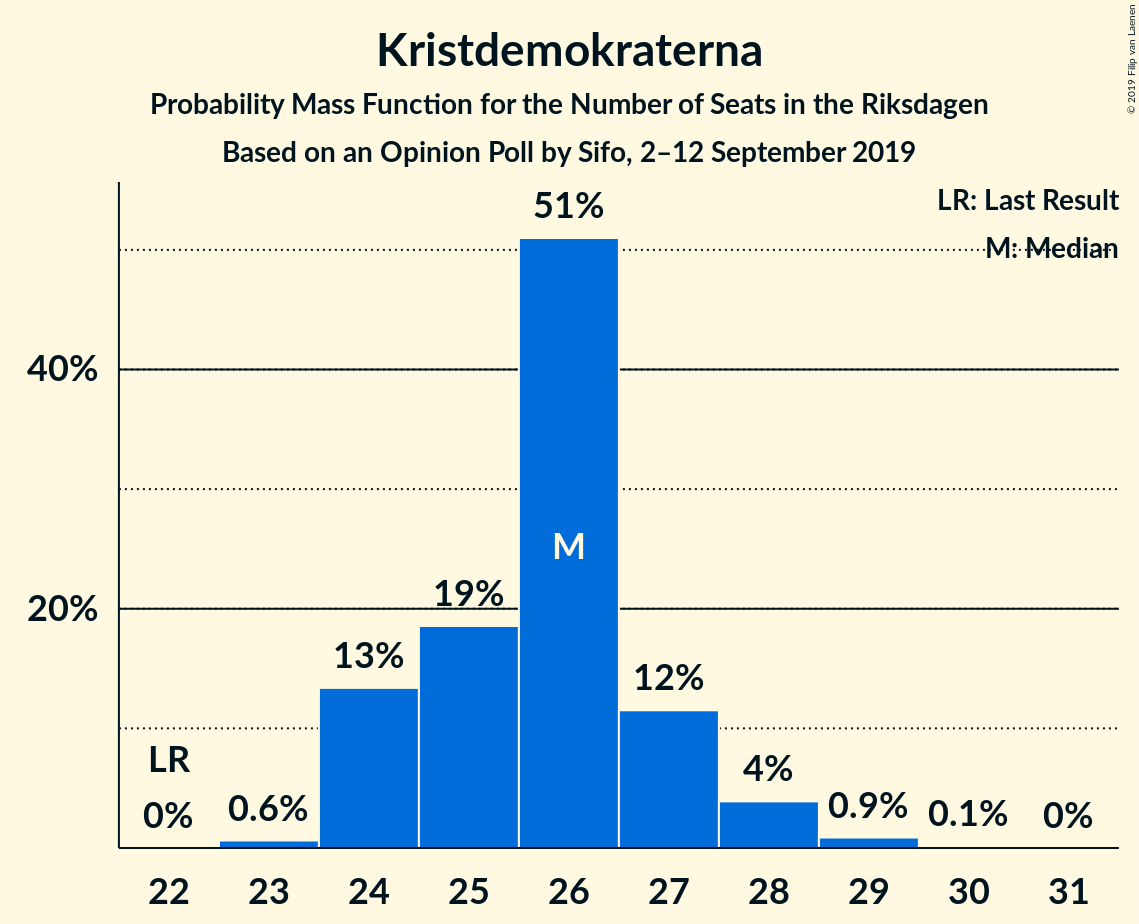 Kristdemokraterna
Probability Mass Function for the Number of Seats in the Riksdagen
Based on an Opinion Poll by Sifo, 2–12 September 2019
© 2019 Filip van Laenen
LR: Last Result
M: Median
51%
40%
M
20%
19%
13%
12%
LR
4%
0%
0.6%
0.9%
0.1%
0%
22 23 24 25 26 27 28 29 30 31